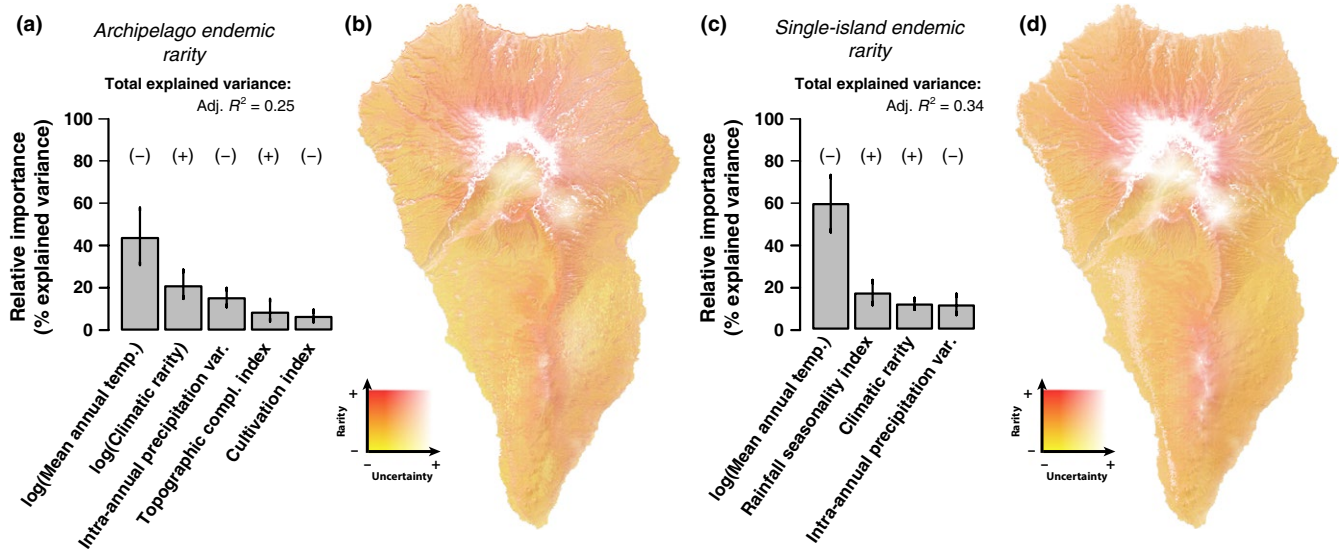 (a)
Archipelago endemic
rarity
Total explained variance:
Adj. R² = 0.25
Relative importance
(% explained variance)
100
80
60
40
20
0
(−)
(+)
(−)
(+)
(−)
log(Mean annual temp.)
log(Climatic rarity)
Intra-annual precipitation var.
Topographic compl. index
Cultivation index
(b)
+
Rarity
−
−
+
Uncertainty
(c)
Single-island endemic
rarity
Total explained variance:
Adj. R² = 0.34
Relative importance
(% explained variance)
100
80
60
40
20
0
(−)
(+)
(+)
(−)
log(Mean annual temp.)
Rainfall seasonality index
Climatic rarity
Intra-annual precipitation var.
(d)
+
Rarity
−
−
+
Uncertainty